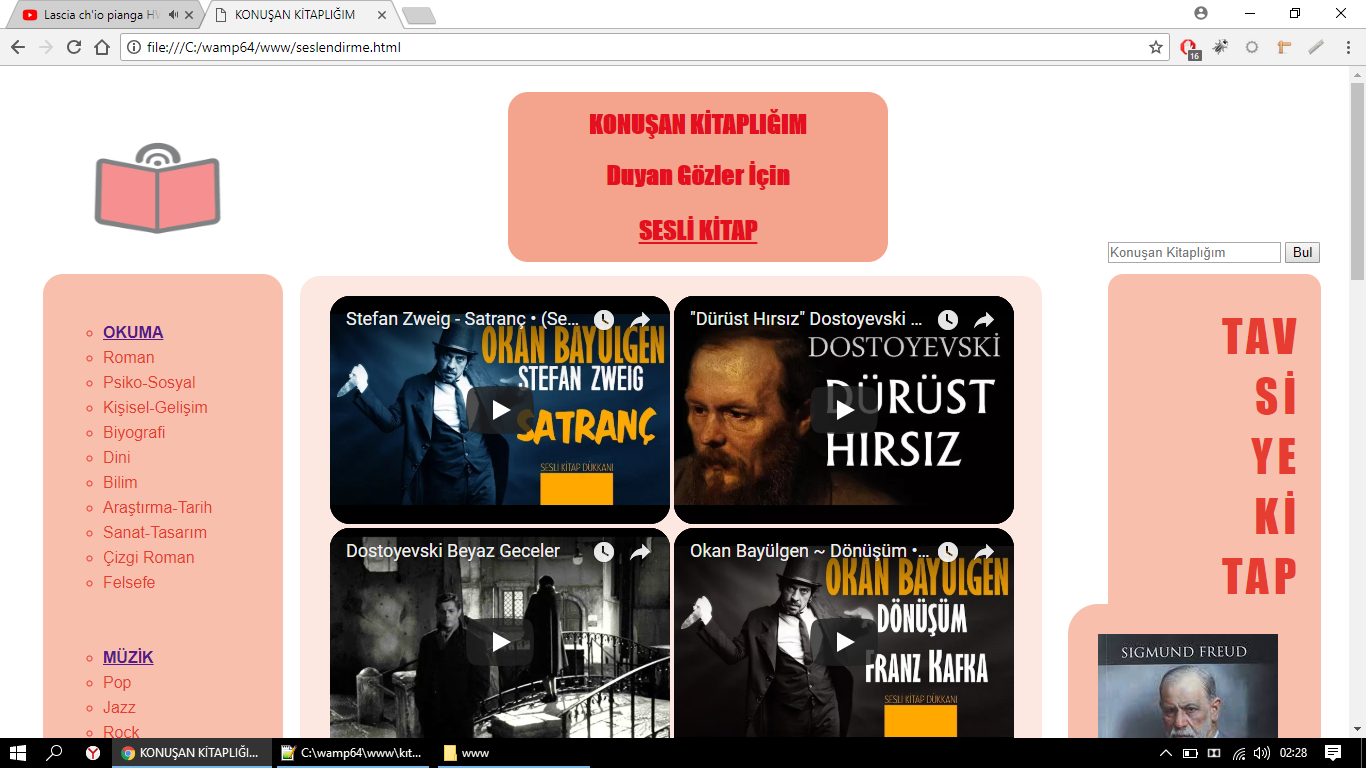 Lascia ch'io pianga H
KONUŞAN KİTAPLIĞIM
file:///C:/wamp64/www/seslendirme.html
16
KONUŞAN KİTAPLIĞIM
Duyan Gözler İçin
SESLİ KİTAP
Konuşan Kitaplığım
Bul
OKUMA
Roman
Psiko-Sosyal
Kişisel-Gelişim
Biyografi
Dini
Bilim
Araştırma-Tarih
Sanat-Tasarım
Çizgi Roman
Felsefe
MÜZİK
Pop
Jazz
Rock
Stefan Zweig - Satranç • (Se...
OKAN BAYÜLGEN
STEFAN ZWEIG
SATRANÇ
SESLİ KİTAP DÜKKANI
"Dürüst Hırsız" Dostoyevski ...
DOSTOYEVSKİ
DÜRÜST
HIRSIZ
Dostoyevski Beyaz Geceler
Okan Bayülgen ~ Dönüşüm •...
OKAN BAYÜLGEN
DÖNÜŞÜM
FRANZ KAFKA
SESLİ KİTAP DÜKKANI
TAV
Sİ
YE
Kİ
TAP
SIGMUND FREUD
KONUŞAN KİTAPLIĞI...
C:\wamp64\www\kıt...
www
02:28